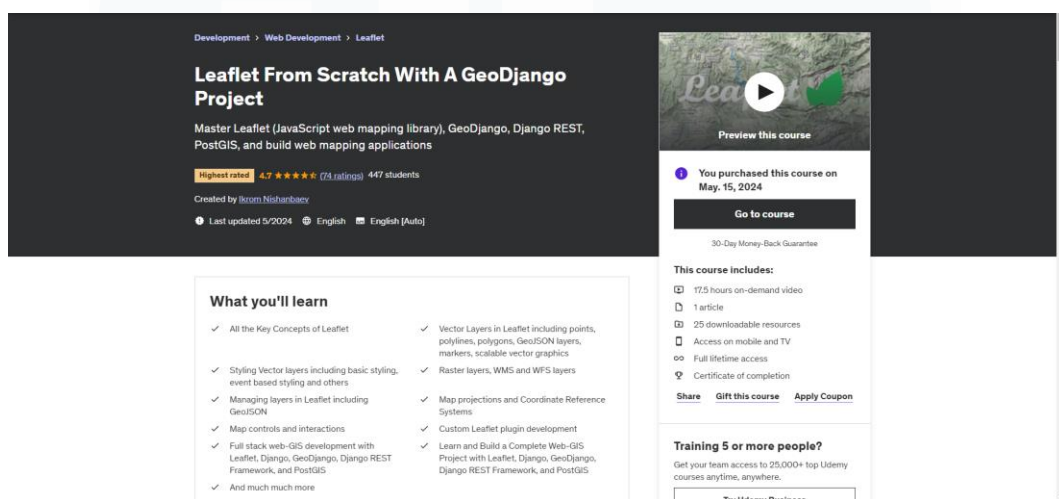 Development > Web Development > Leaflet
Leaflet From Scratch With A GeoDjango
Project
Master Leaflet (JavaScript web mapping library), GeoDjango, Django REST,
PostGIS, and build web mapping applications
Highest rated 4.7 (74 ratings) 447 students
Created by Ikrom Nishanbaev
Last updated 5/2024 English English [Auto]
Preview this course
You purchased this course on
May. 15, 2024
Go to course
30-Day Money-Back Guarantee
This course includes:
17.5 hours on-demand video
1 article
25 downloadable resources
Access on mobile and TV
Full lifetime access
Certificate of completion
Share Gift this course Apply Coupon
Training 5 or more people?
Get your team access to 25,000+ top Udemy
courses anytime, anywhere.
What you'll learn
All the Key Concepts of Leaflet
Vector Layers in Leaflet including points,
polylines, polygons, GeoJSON layers,
markers, scalable vector graphics
Styling Vector layers including basic styling,
event based styling and others
Raster layers, WMS and WFS layers
Managing layers in Leaflet including
GeoJSON
Map projections and Coordinate Reference
Systems
Map controls and interactions
Custom Leaflet plugin development
Full stack web-GIS development with
Leaflet, Django, GeoDjango, Django REST
Framework, and PostGIS
Learn and Build a Complete Web-GIS
Project with Leaflet, Django, GeoDjango,
Django REST Framework, and PostGIS
And much much more